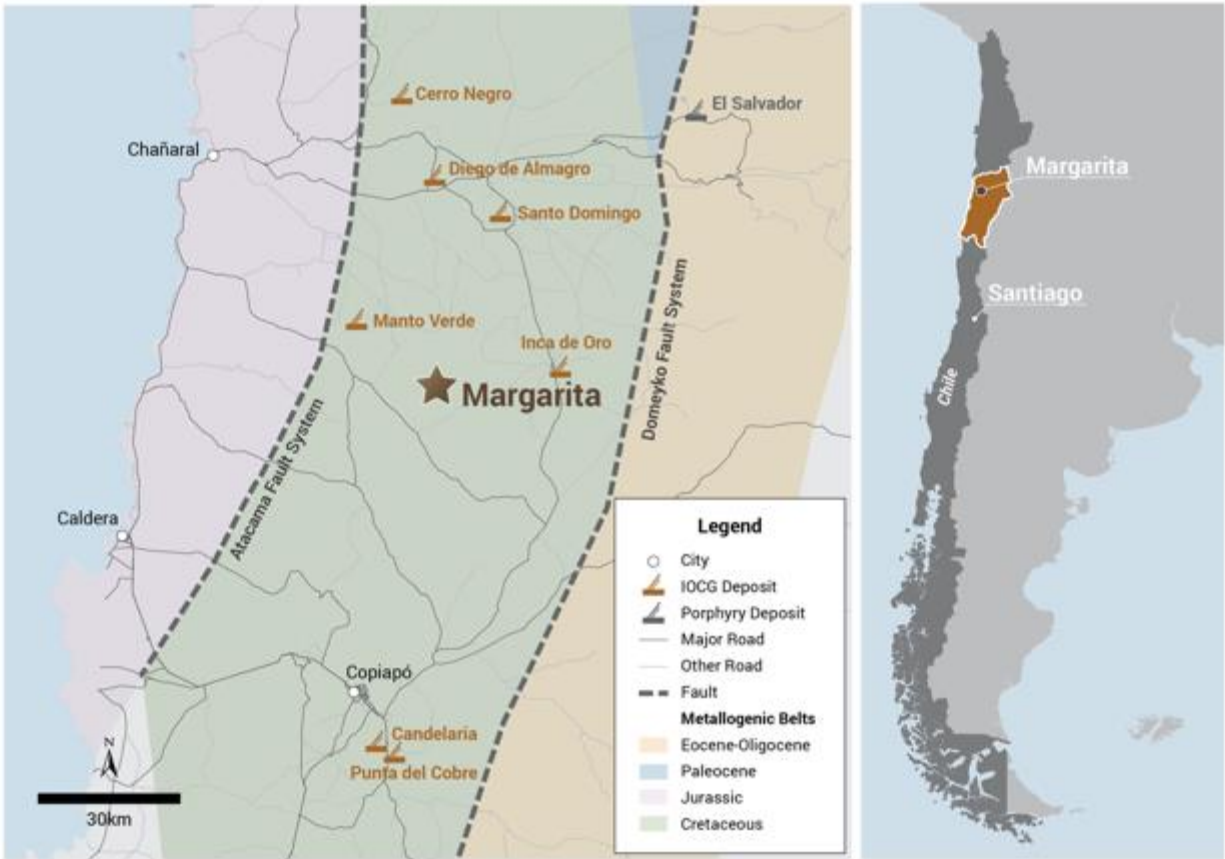 Cerro Negro
El Salvador
Chañaral
Diego de Almagro
Santo Domingo
Manto Verde
Inca de Oro
Margarita
Domeyko Fault System
Atacama Fault System
Caldera
Copiapó
Candelaria
Punta del Cobre
N
30km
Legend
City
IOCG Deposit
Porphyry Deposit
Major Road
Other Road
Fault
Metallogenic Belts
Eocene-Oligocene
Paleocene
Jurassic
Cretaceous
Margarita
Santiago
Chile